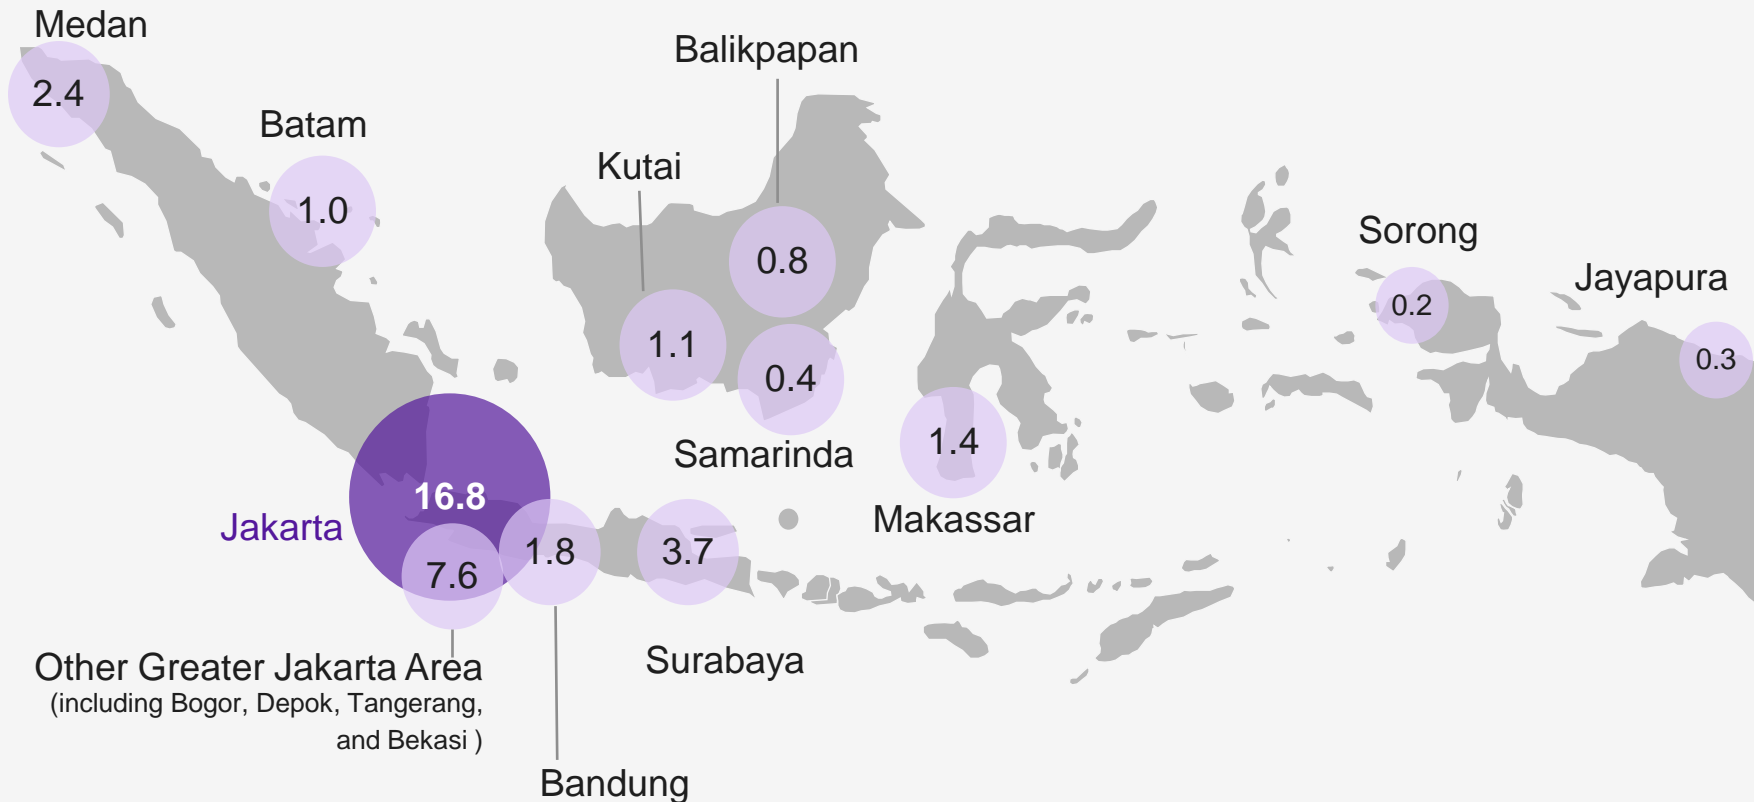 Medan
2.4
Batam
1.0
Balikpapan
0.8
Kutai
1.1
0.4
Samarinda
1.4
Makassar
Sorong
0.2
Jayapura
0.3
16.8
Jakarta
7.6
Other Greater Jakarta Area
(including Bogor, Depok, Tangerang,
and Bekasi )
1.8
Bandung
3.7
Surabaya